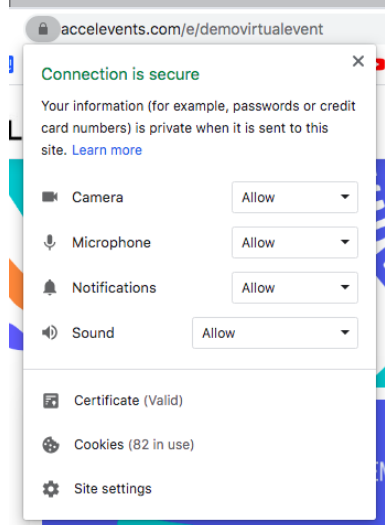 accelevents.com/e/demovirtualevent
Connection is secure
Your information (for example, passwords or credit
card numbers) is private when it is sent to this
site. Learn more
Camera Allow
Microphone Allow
Notifications Allow
Sound Allow
Certificate (Valid)
Cookies (82 in use)
Site settings